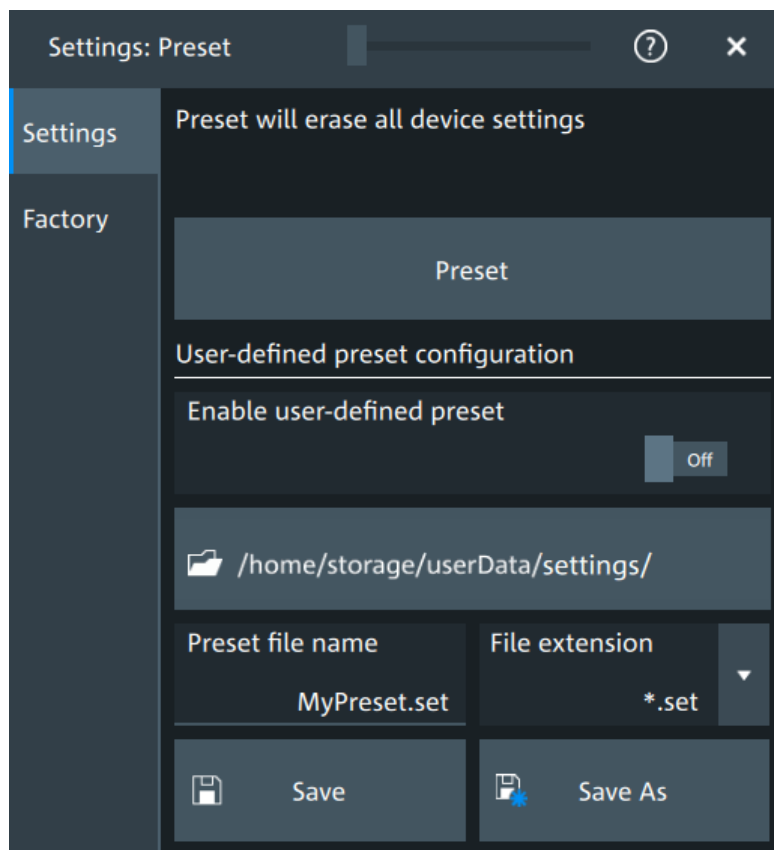 Settings: Preset
?
Settings
Factory
Preset will erase all device settings
Preset
User-defined preset configuration
Enable user-defined preset
Off
/home/storage/userData/settings/
Preset file name
MyPreset.set
File extension
*.set
Save
Save As